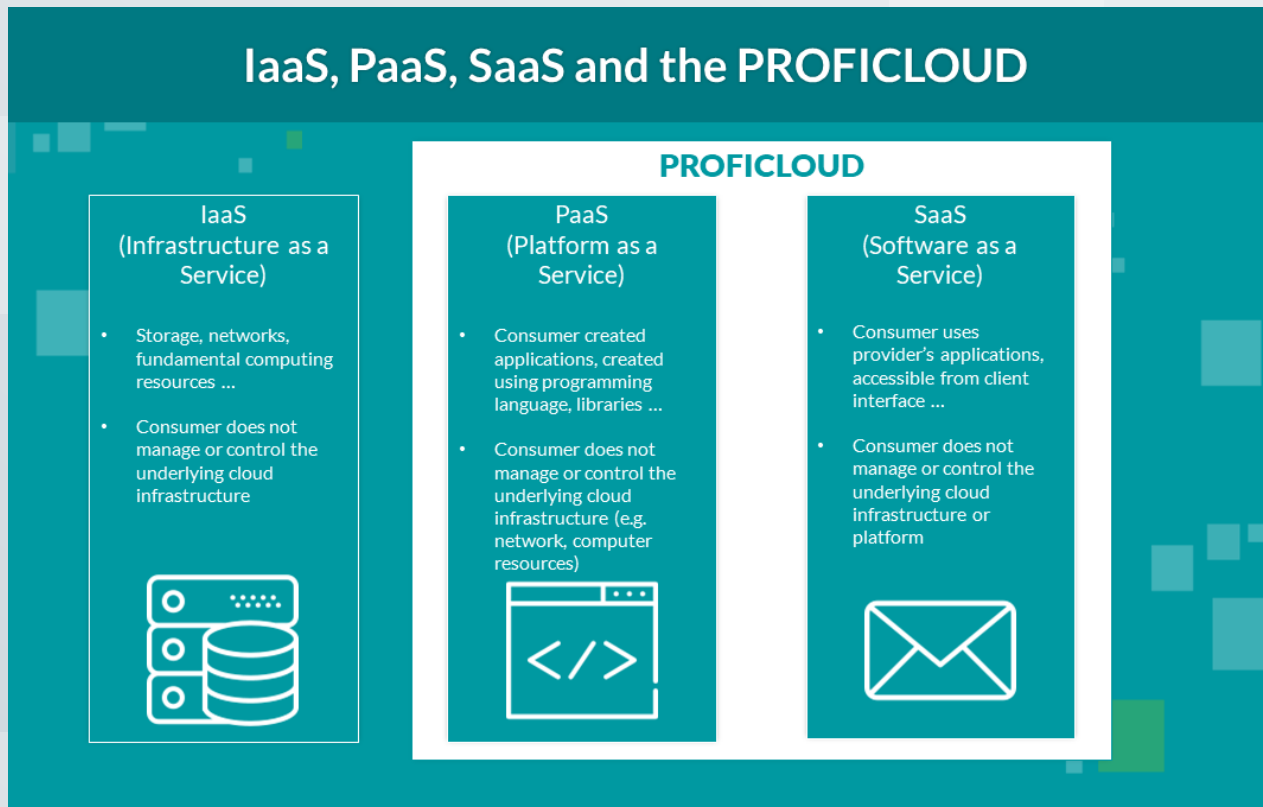 IaaS, PaaS, SaaS and the PROFICLOUD
PROFICLOUD
IaaS
(Infrastructure as a
Service)
• Storage, networks,
fundamental computing
resources ...
• Consumer does not
manage or control the
underlying cloud
infrastructure
PaaS
(Platform as a
Service)
• Consumer created
applications, created
using programming
language, libraries ...
• Consumer does not
manage or control the
underlying cloud
infrastructure (e.g.
network, computer
resources)
</>
SaaS
(Software as a
Service)
• Consumer uses
provider’s applications,
accessible from client
interface ...
• Consumer does not
manage or control the
underlying cloud
infrastructure or
platform